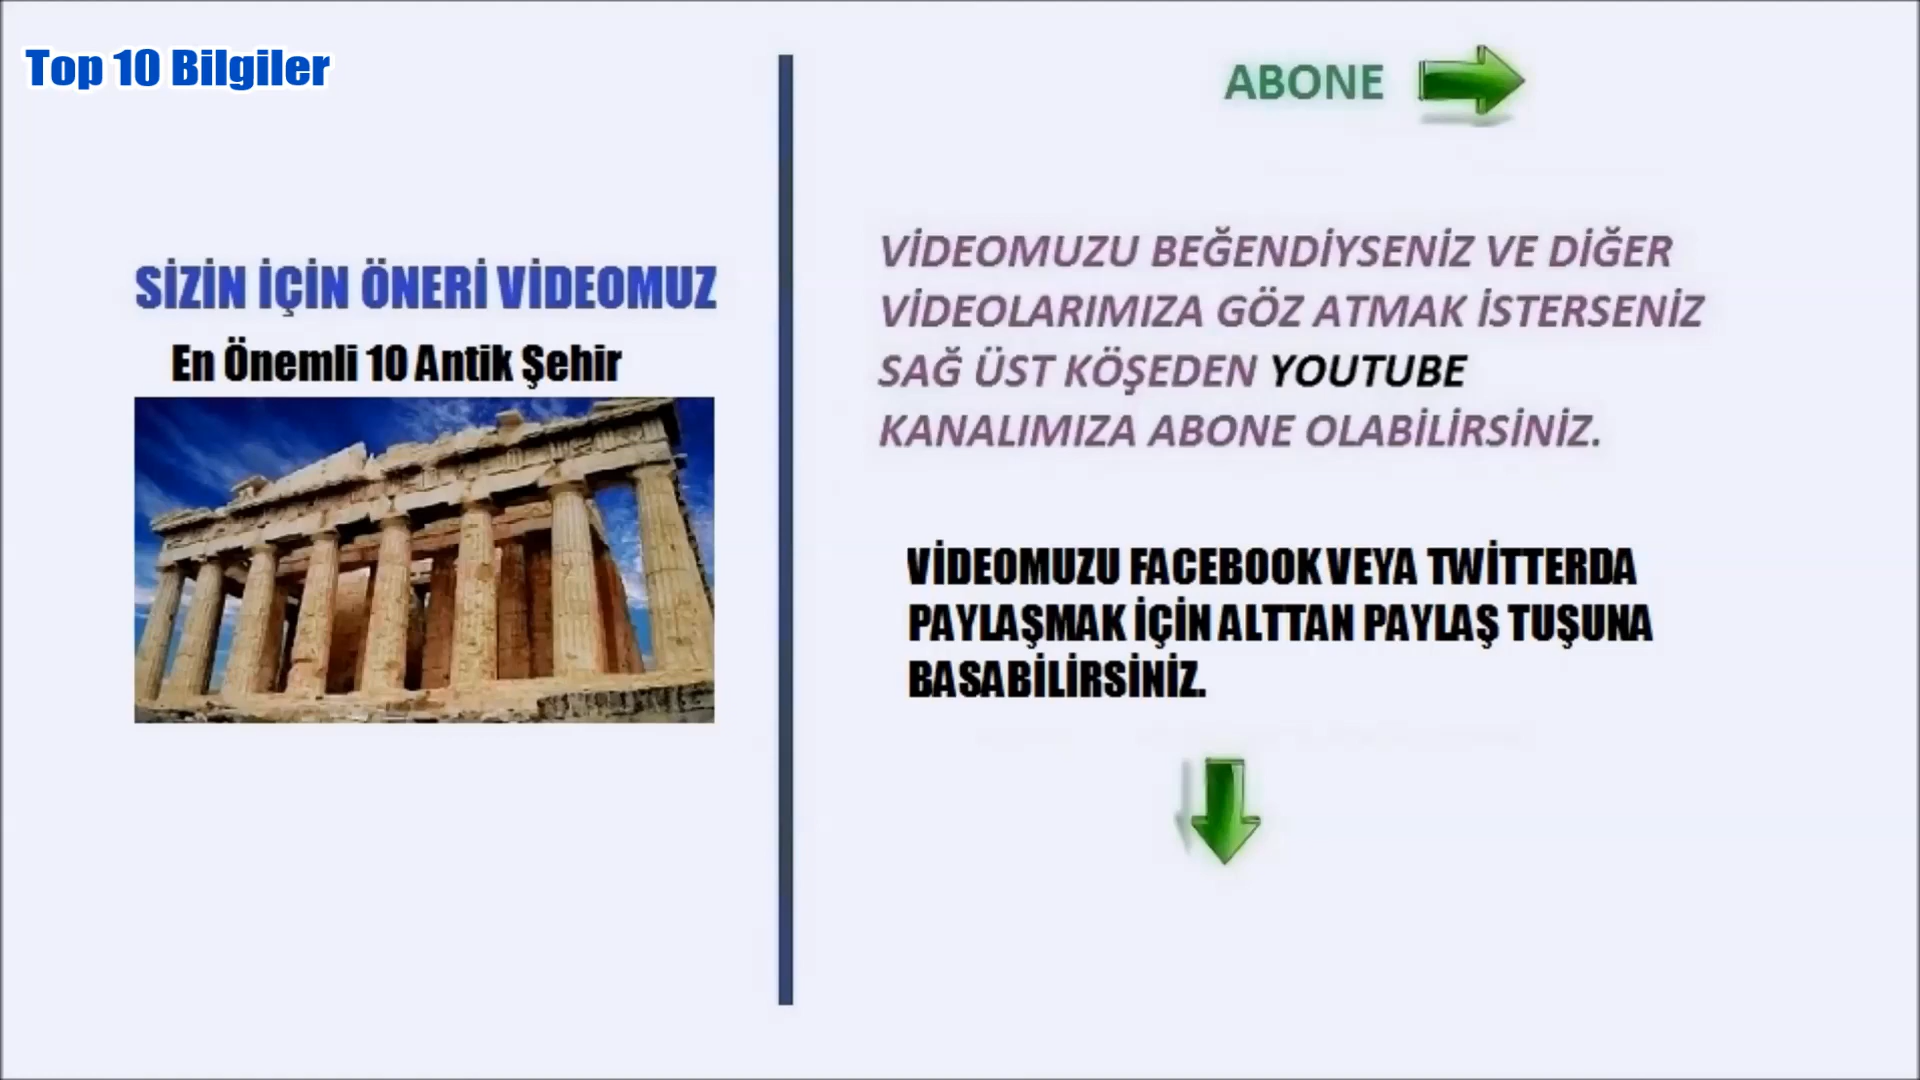 Top 10 Bilgiler
SİZİN İÇİN ÖNERİ VİDEOMUZ
En Önemli 10 Antik Şehir
ABONE
VİDEOMUZU BEĞENDİYSENİZ VE DİĞER
VİDEOLARIMIZA GÖZ ATMAK İSTERSENİZ
SAĞ ÜST KÖŞEDEN YOUTUBE
KANALIMIZA ABONE OLABİLİRSİNİZ.
VİDEOMUZU FACEBOOK VEYA TWİTTERDA
PAYLAŞMAK İÇİN ALTTAN PAYLAŞ TUŞUNA
BASABİLİRSİNİZ.